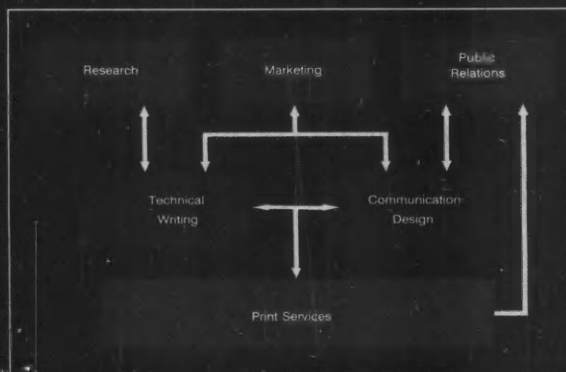 Research
Marketing
Public
Relations
Technical
Writing
Communication
Design
Print Services